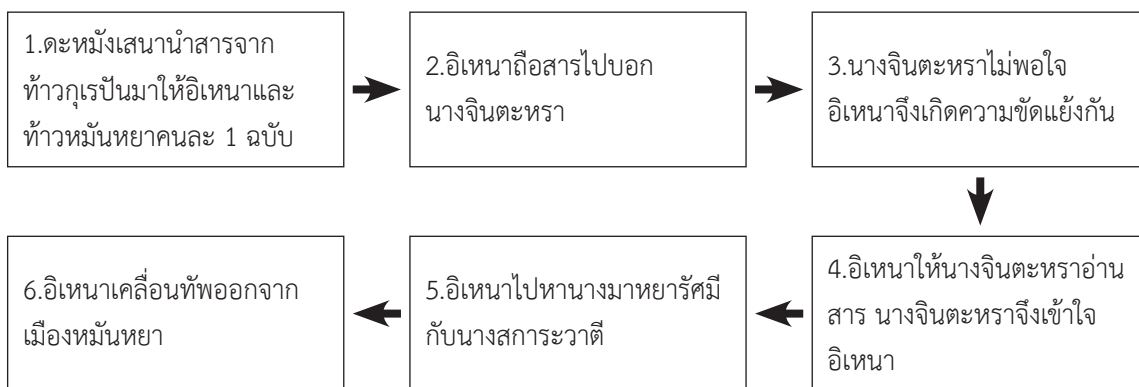 1.ดะหมังเสนานำสารจาก
ท้าวกุเรปันมาให้อิเหนาและ
ท้าวหมันหยาคนละ 1 ฉบับ
2.อิเหนาถือสารไปบอก
นางจินตะหรา
3.นางจินตะหราไม่พอใจ
อิเหนาจึงเกิดความขัดแย้งกัน
4.อิเหนาให้นางจินตะหราอ่าน
สาร นางจินตะหราจึงเข้าใจ
อิเหนา
5.อิเหนาไปหานางมาหยารัศมี
กับนางสการะวาตี
6.อิเหนาเคลื่อนทัพออกจาก
เมืองหมันหยา